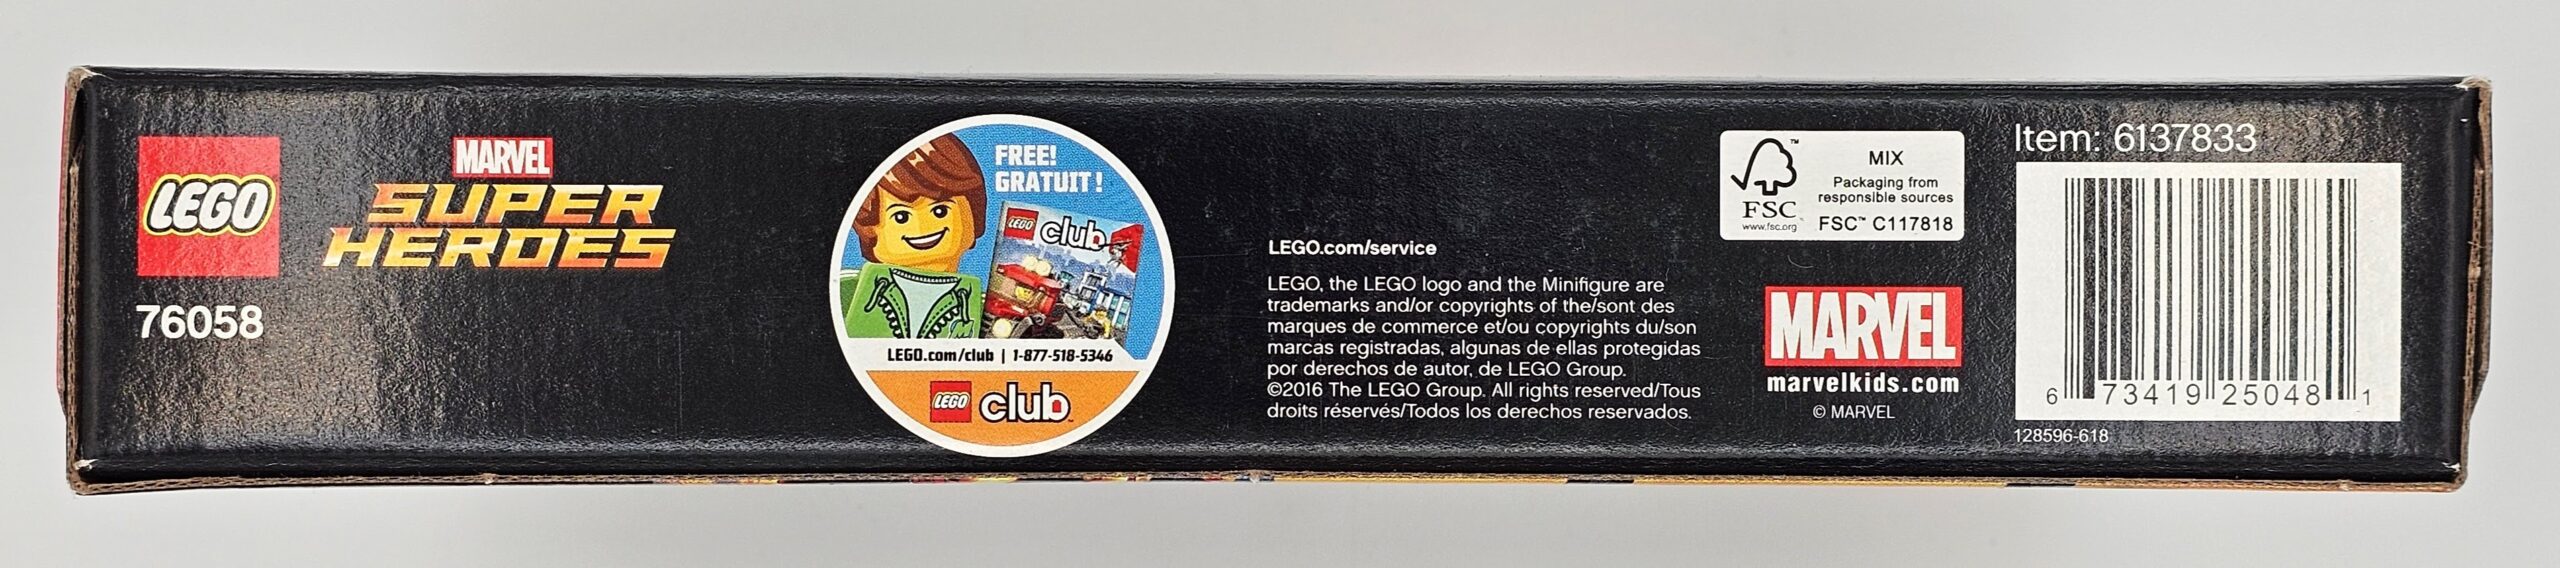 LEGO
76058
MARVEL
SUPER
HEROES
FREE!
GRATUIT!
LEGO club
LEGO.com/club | 1-877-518-5346
LEGO club™
LEGO.com/service
LEGO, the LEGO logo and the Minifigure are
trademarks and/or copyrights of the/sont des
marques de commerce et/ou copyrights du/son
marcas registradas, algunas de ellas protegidas
por derechos de autor, de LEGO Group.
©2016 The LEGO Group. All rights reserved/Tous
droits réservés/Todos los derechos reservados.
FSC
www.fsc.org
MIX
Packaging from
responsible sources
FSC™ C117818
MARVEL
marvelkids.com
© MARVEL
Item: 6137833
6 73419 25048 1
128596-618